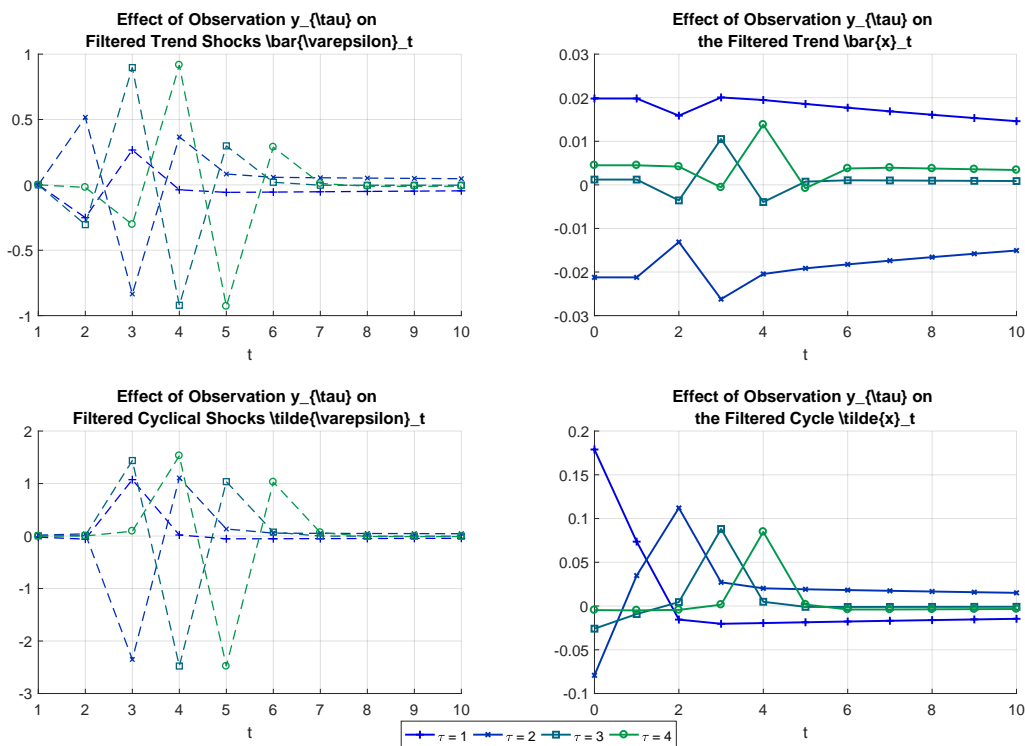 Effect of Observation y_{\tau} on
Filtered Trend Shocks \bar{\varepsilon}_t
1
0.5
0
-0.5
-1
1 2 3 4 5 6 7 8 9 10
t
Effect of Observation y_{\tau} on
the Filtered Trend \bar{x}_t
0.03
0.02
0.01
0
-0.01
-0.02
-0.03
0 2 4 6 8 10
t
Effect of Observation y_{\tau} on
Filtered Cyclical Shocks \tilde{\varepsilon}_t
2
1
0
-1
-2
-3
1 2 3 4 5 6 7 8 9 10
t
Effect of Observation y_{\tau} on
the Filtered Cycle \tilde{x}_t
0.2
0.15
0.1
0.05
0
-0.05
-0.1
0 2 4 6 8 10
t
τ = 1 τ = 2 τ = 3 τ = 4